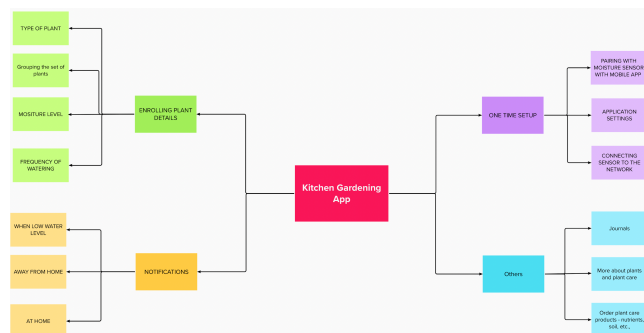 TYPE OF PLANT
Grouping the set of
plants
MOSITURE LEVEL
FREQUENCY OF
WATERING
ENROLLING PLANT
DETAILS
WHEN LOW WATER
LEVEL
AWAY FROM HOME
AT HOME
NOTIFICATIONS
Kitchen Gardening
App
ONE TIME SETUP
PAIRING WITH
MOISTURE SENSOR
WITH MOBILE APP
APPLICATION
SETTINGS
CONNECTING
SENSOR TO THE
NETWORK
Others
Journals
More about plants
and plant care
Order plant care
products - nutrients,
soil, etc.,